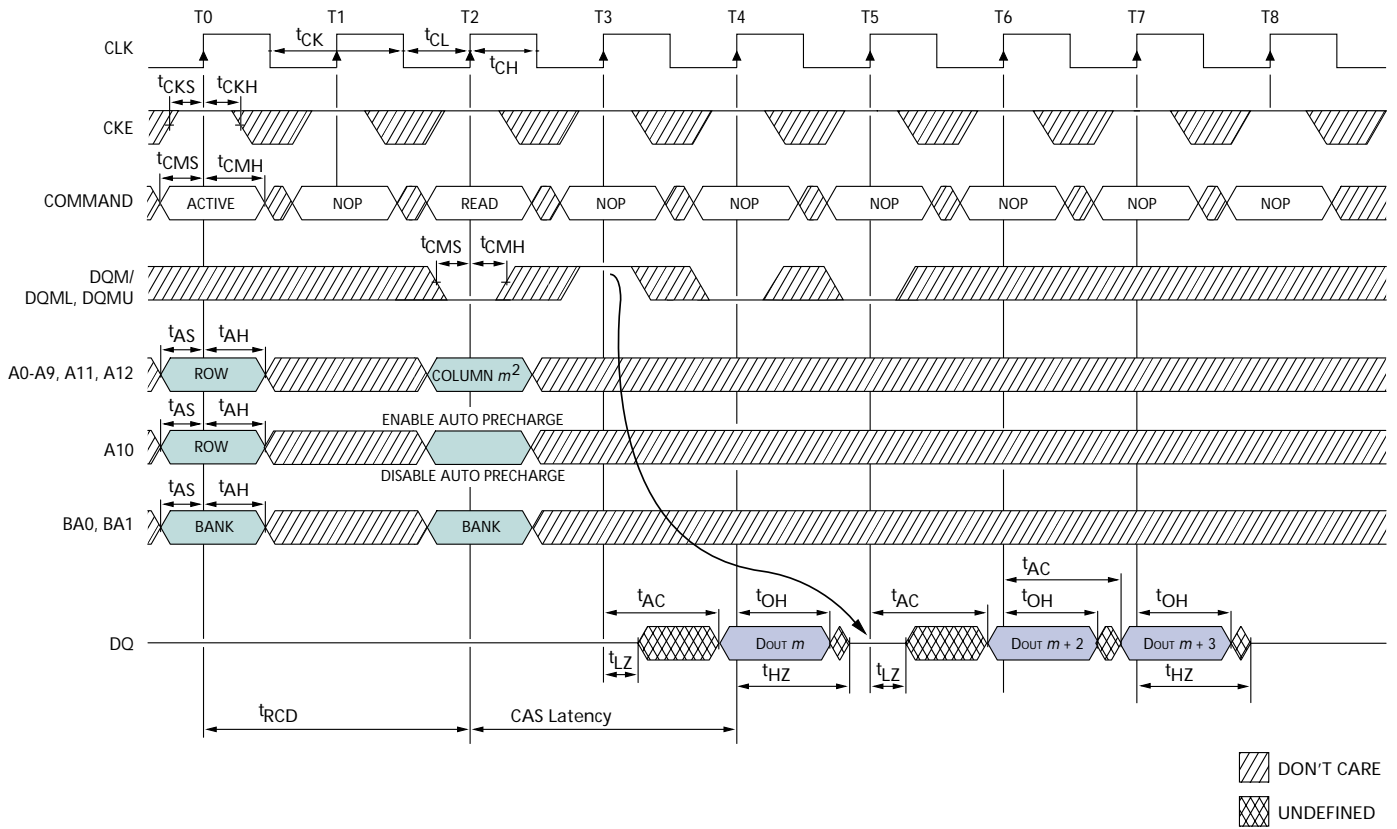 T0 T1 T2 T3 T4 T5 T6 T7 T8
CLK
tCK tCL
tCH
tCKS tCKH
CKE
tCMS tCMH
COMMAND
ACTIVE NOP READ NOP NOP NOP NOP NOP NOP
tCMS tCMH
DQM/
DQML, DQMU
tAS tAH
A0-A9, A11, A12
ROW COLUMN m2
tAS tAH
ENABLE AUTO PRECHARGE
A10
ROW
DISABLE AUTO PRECHARGE
tAS tAH
BA0, BA1
BANK BANK
tAC
tAC tOH tAC tOH tOH
DQ
DOUT m DOUT m + 2 DOUT m + 3
tLZ tHZ tLZ tHZ
tRCD CAS Latency
DON'T CARE
UNDEFINED